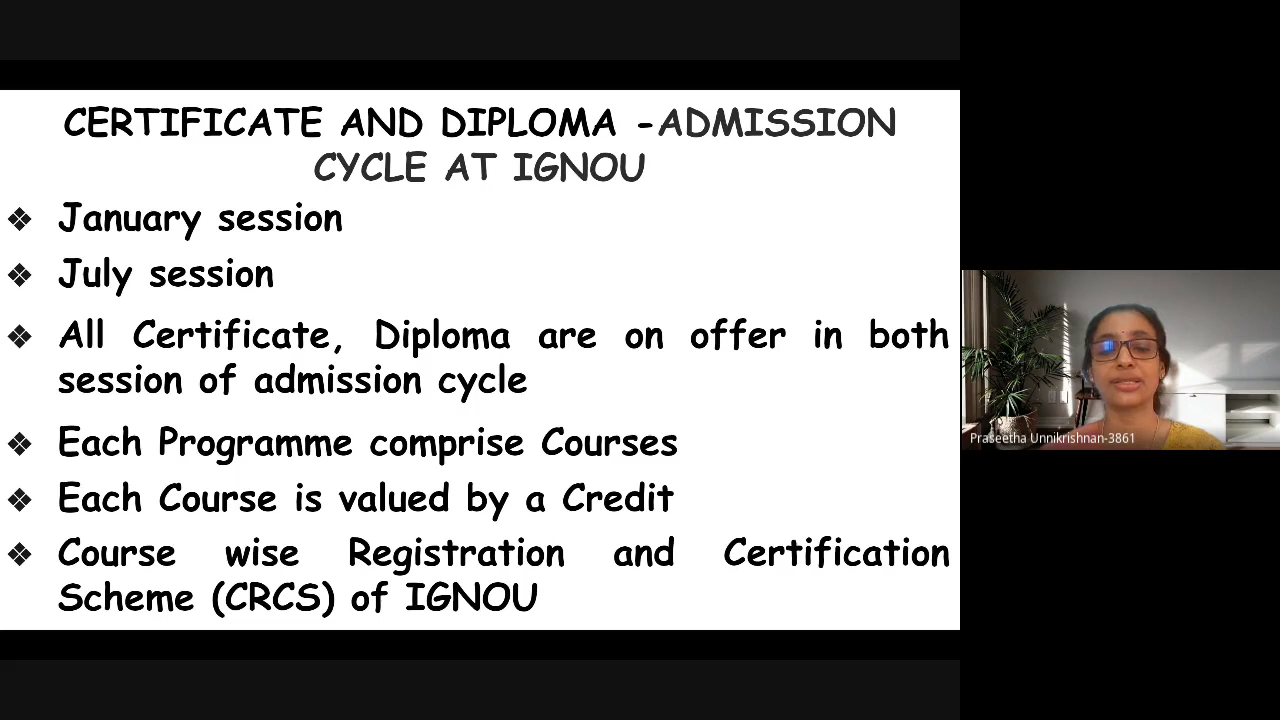 CERTIFICATE AND DIPLOMA -ADMISSION
CYCLE AT IGNOU
❖ January session
❖ July session
❖ All Certificate, Diploma are on offer in both
session of admission cycle
❖ Each Programme comprise Courses
❖ Each Course is valued by a Credit
❖ Course wise Registration and Certification
Scheme (CRCS) of IGNOU
Praseetha Unnikrishnan-3861